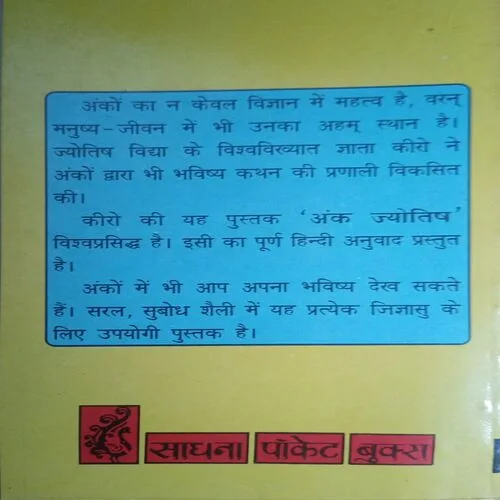 अंकों का न केवल विज्ञान में महत्व है, वरन्
मनुष्य-जीवन में भी उनका अहम् स्थान है।
ज्योतिष विद्या के विश्वविख्यात ज्ञाता कीरो ने
अंकों द्वारा भी भविष्य कथन की प्रणाली विकसित
की।
कीरो की यह पुस्तक ‘अंक ज्योतिष’
विश्वप्रसिद्ध है। इसी का पूर्ण हिन्दी अनुवाद प्रस्तुत
है।
अंकों में भी आप अपना भविष्य देख सकते
हैं। सरल, सुबोध शैली में यह प्रत्येक जिज्ञासु के
लिए उपयोगी पुस्तक है।
साधना पॉकेट बुक्स